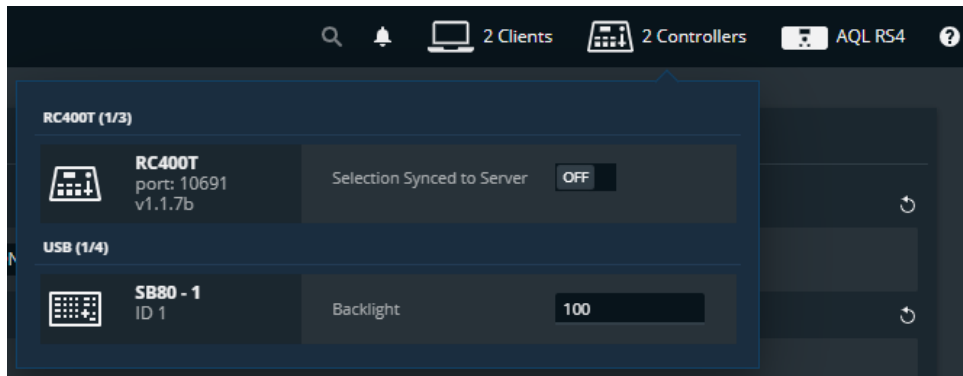 2 Clients
2 Controllers
AQL RS4
RC400T (1/3)
RC400T
port: 10691
v1.1.7b
Selection Synced to Server
OFF
USB (1/4)
SB80 - 1
ID 1
Backlight
100